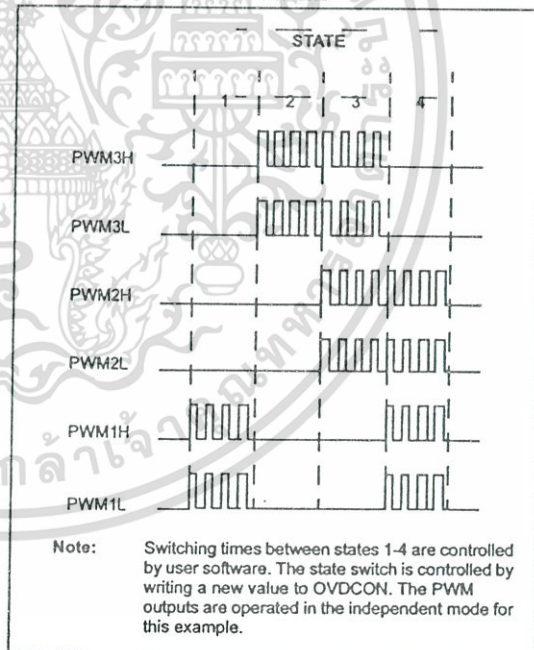 STATE
1 2 3 4
PWM3H
PWM3L
PWM2H
PWM2L
PWM1H
PWM1L
Note: Switching times between states 1-4 are controlled
by user software. The state switch is controlled by
writing a new value to OVDCON. The PWM
outputs are operated in the independent mode for
this example.